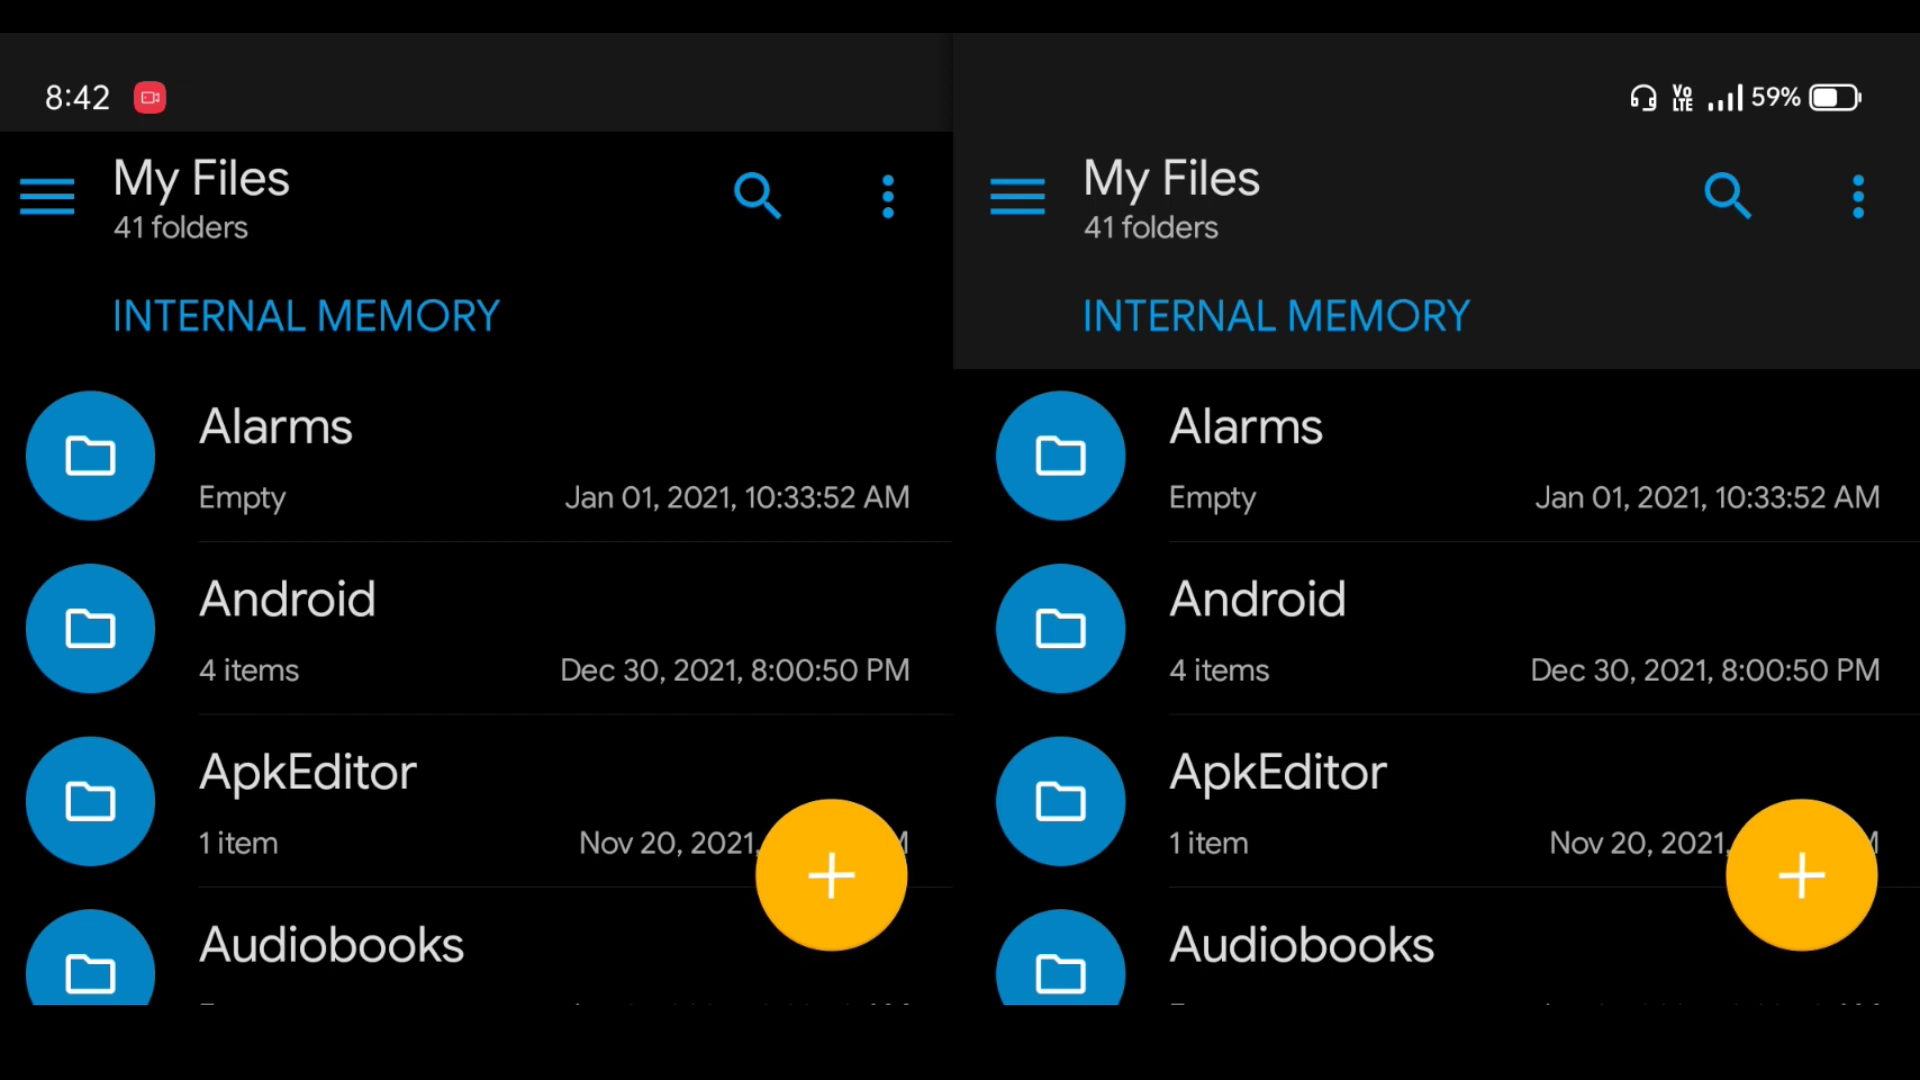 8:42
Vo LTE 59%
My Files
41 folders
INTERNAL MEMORY
Alarms
Empty Jan 01, 2021, 10:33:52 AM
Android
4 items Dec 30, 2021, 8:00:50 PM
ApkEditor
1 item Nov 20, 2021,
Audiobooks
My Files
41 folders
INTERNAL MEMORY
Alarms
Empty Jan 01, 2021, 10:33:52 AM
Android
4 items Dec 30, 2021, 8:00:50 PM
ApkEditor
1 item Nov 20, 2021,
Audiobooks